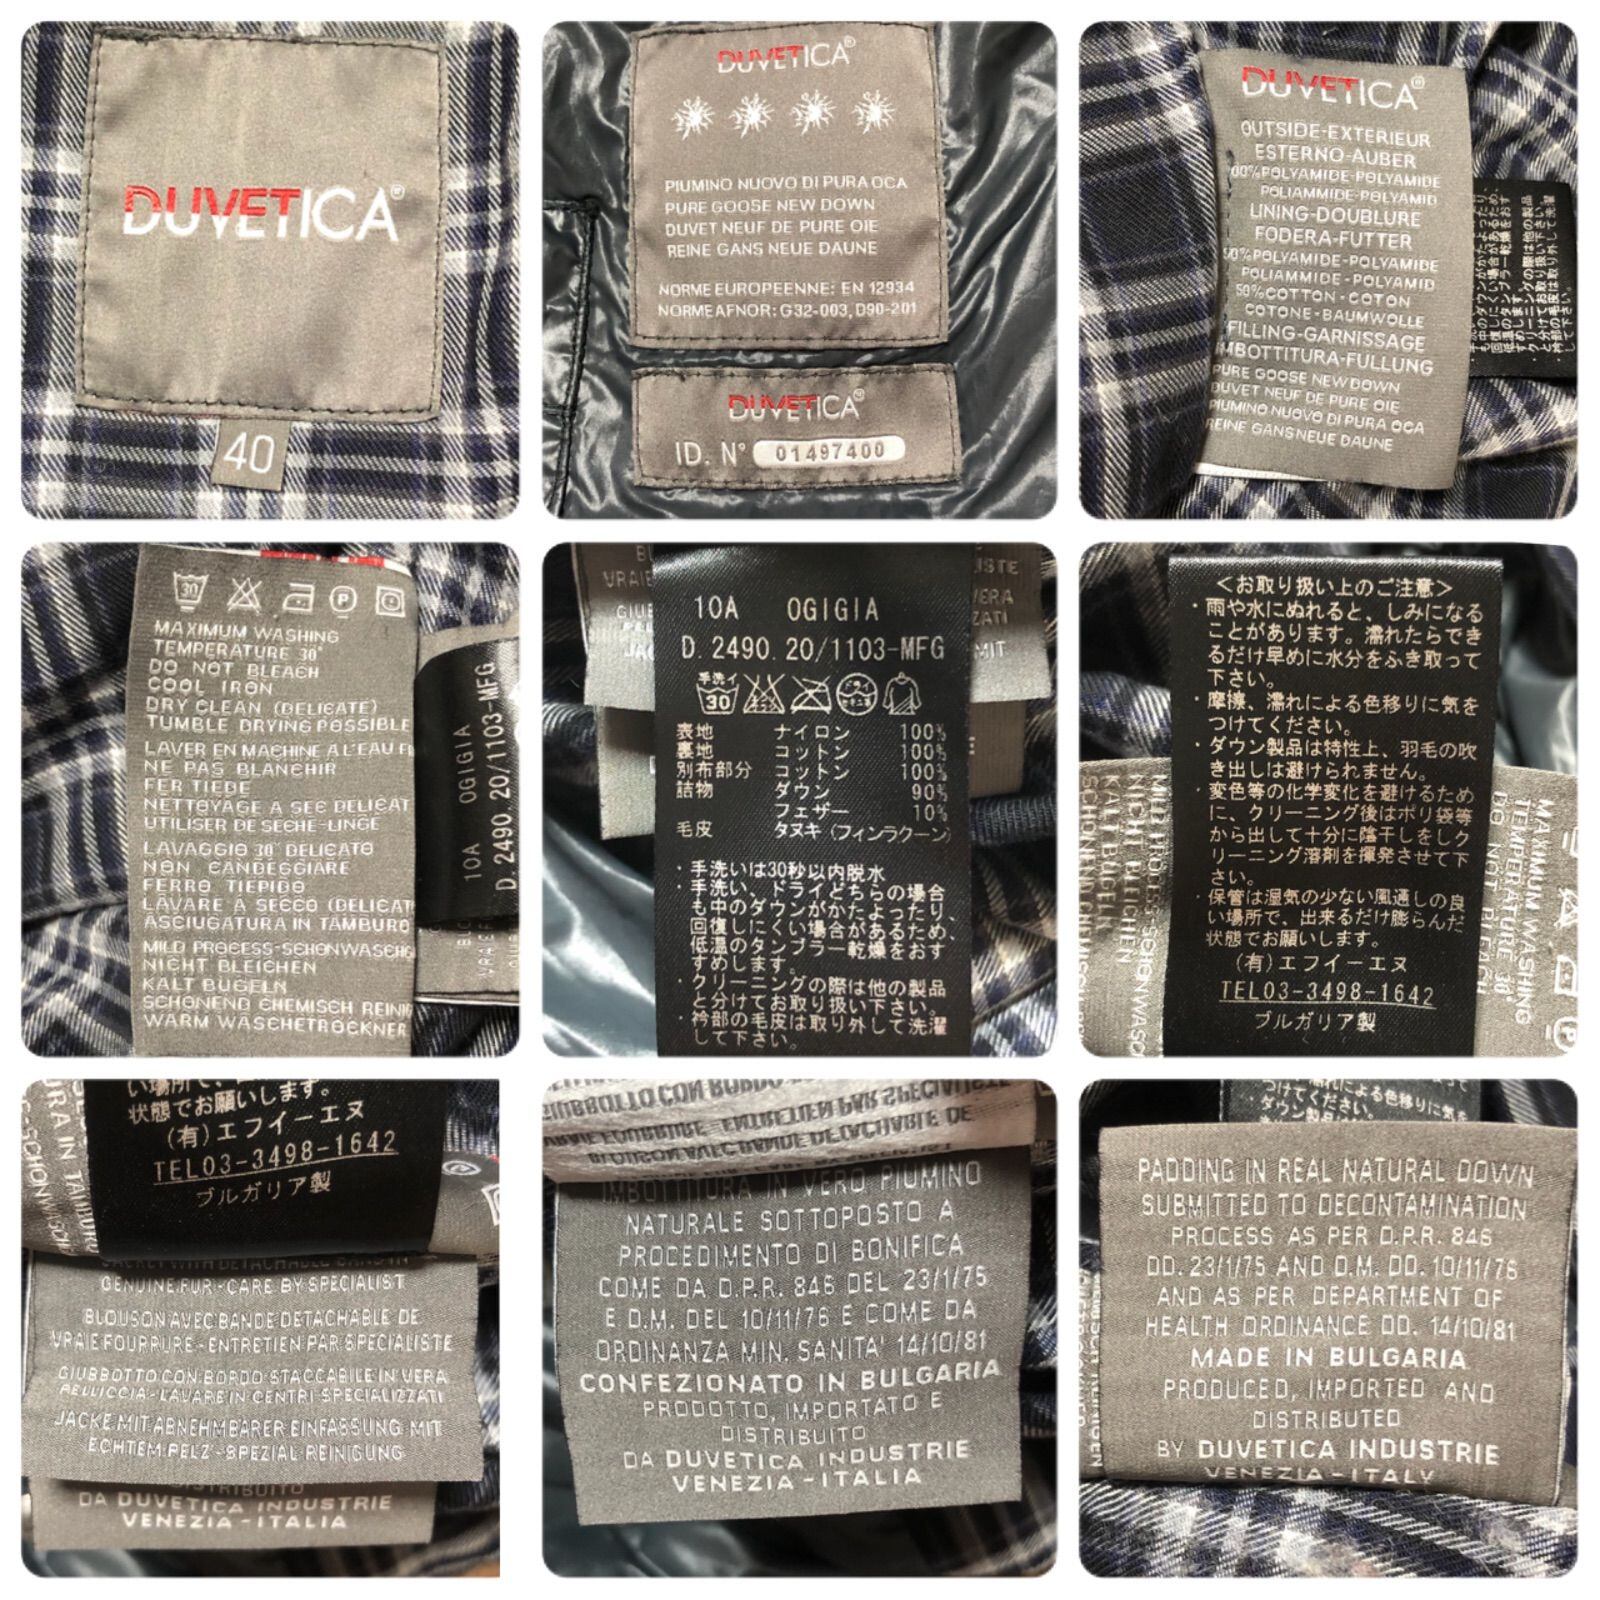 DUVETICA®
40
DUVETICA®
PIUMINO NUOVO DI PURA OCA
PURE GOOSE NEW DOWN
DUVET NEUF DE PURE OIE
REINE GANS NEUE DAUNE
NORME EUROPEENNE: EN 12934
NORME AFNOR: G32-003, D90-201
DUVETICA®
ID. N° 01497400
DUVETICA®
OUTSIDE-EXTERIEUR
ESTERNO-AUBER
100% POLYAMIDE-POLYAMIDE
POLIAMMIDE-POLYAMID
LINING-DOUBLURE
FODERA-FUTTER
50% POLYAMIDE-POLYAMIDE
POLIAMMIDE-POLYAMID
50% COTTON-COTON
COTONE-BAUMWOLLE
FILLING-GARNISSAGE
IMBOTTITURA-FULLUNG
PURE GOOSE NEW DOWN
DUVET NEUF DE PURE OIE
PIUMINO NUOVO DI PURA OCA
REINE GANS NEUE DAUNE
30 P
MAXIMUM WASHING
TEMPERATURE 30°
DO NOT BLEACH
COOL IRON
DRY CLEAN (DELICATE)
TUMBLE DRYING POSSIBLE
LAVER EN MACHINE A L'EAU
NE PAS BLANCHIR
FER TIEDE
NETTOYAGE A SEC DELICAT
UTILISER DE SECHE-LINGE
LAVAGGIO 30° DELICATO
NON CANDEGGIARE
FERRO TIEPIDO
LAVARE A SECCO (DELICAT
ASCIUGATURA IN TAMBURO
MILD PROCESS-SCHONWASCHG
NICHT BLEICHEN
KALT BUGELN
SCHONEND CHEMISCH REINIG
WARM WASCHETROCKNER
10A OGIGIA
D. 2490. 20/1103-MFG
10A OGIGIA
D. 2490. 20/1103-MFG
手洗イ 30 ドライ
表地 ナイロン 100%
裏地 コットン 100%
別布部分 コットン 100%
詰物 ダウン 90%
フェザー 10%
毛皮 タヌキ(フィンラクーン)
・手洗いは30秒以内脱水
・手洗い、ドライどちらの場合
も中のダウンがかたよったり、
回復しにくい場合があるため、
低温のタンブラー乾燥をおす
すめします。
・クリーニングの際は他の製品
と分けてお取り扱い下さい。
・衿部の毛皮は取り外して洗濯
して下さい。
<お取り扱い上のご注意>
・雨や水にぬれると、しみになる
ことがあります。濡れたらでき
るだけ早めに水分をふき取って
下さい。
・摩擦、濡れによる色移りに気を
つけてください。
・ダウン製品は特性上、羽毛の吹
き出しは避けられません。
・変色等の化学変化を避けるため
に、クリーニング後はポリ袋等
から出して十分に陰干しをしク
リーニング溶剤を揮発させて下
さい。
・保管は湿気の少ない風通しの良
い場所で、出来るだけ膨らんだ
状態でお願いします。
(有)エフイーエヌ
TEL03-3498-1642
ブルガリア製
MAXIMUM WASHING
TEMPERATURE 30°
DO NOT BLEACH
NICHT BLEICHEN
KALT BUGELN
い場所で、
状態でお願いします。
(有)エフイーエヌ
TEL03-3498-1642
ブルガリア製
GENUINE FUR-CARE BY SPECIALIST
BLOUSON AVEC BANDE DETACHABLE DE
VRAIE FOURRURE-ENTRETIEN PAR SPECIALISTE
GIUBBOTTO CON BORDO STACCABILE IN VERA
PELLICCIA-LAVARE IN CENTRI SPECIALIZZATI
JACKE MIT ABNEHMBARER EINFASSUNG MIT
ECHTEM PELZ-SPEZIAL REINIGUNG
DISTRIBUITO
DA DUVETICA INDUSTRIE
VENEZIA-ITALIA
IMBOTTITURA IN VERO PIUMINO
NATURALE SOTTOPOSTO A
PROCEDIMENTO DI BONIFICA
COME DA D.P.R. 846 DEL 23/1/75
E D.M. DEL 10/11/76 E COME DA
ORDINANZA MIN. SANITA' 14/10/81
CONFEZIONATO IN BULGARIA
PRODOTTO, IMPORTATO E
DISTRIBUITO
DA DUVETICA INDUSTRIE
VENEZIA-ITALIA
PADDING IN REAL NATURAL DOWN
SUBMITTED TO DECONTAMINATION
PROCESS AS PER D.P.R. 846
DD. 23/1/75 AND D.M. DD. 10/11/76
AND AS PER DEPARTMENT OF
HEALTH ORDINANCE DD. 14/10/81
MADE IN BULGARIA
PRODUCED, IMPORTED AND
DISTRIBUTED
BY DUVETICA INDUSTRIE
VENEZIA-ITALY